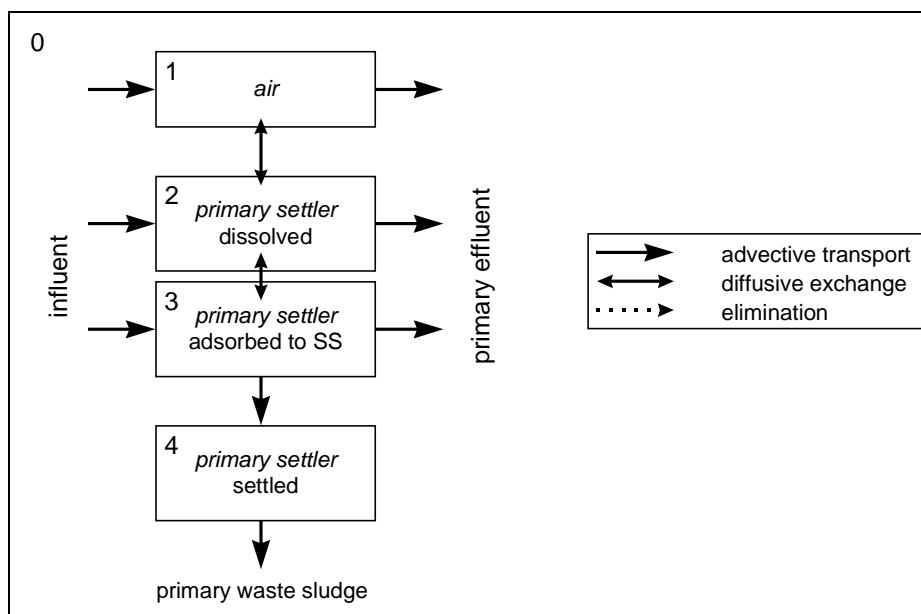 0
1
air
2
primary settler
dissolved
3
primary settler
adsorbed to SS
4
primary settler
settled
primary waste sludge
influent
primary effluent
advective transport
diffusive exchange
elimination